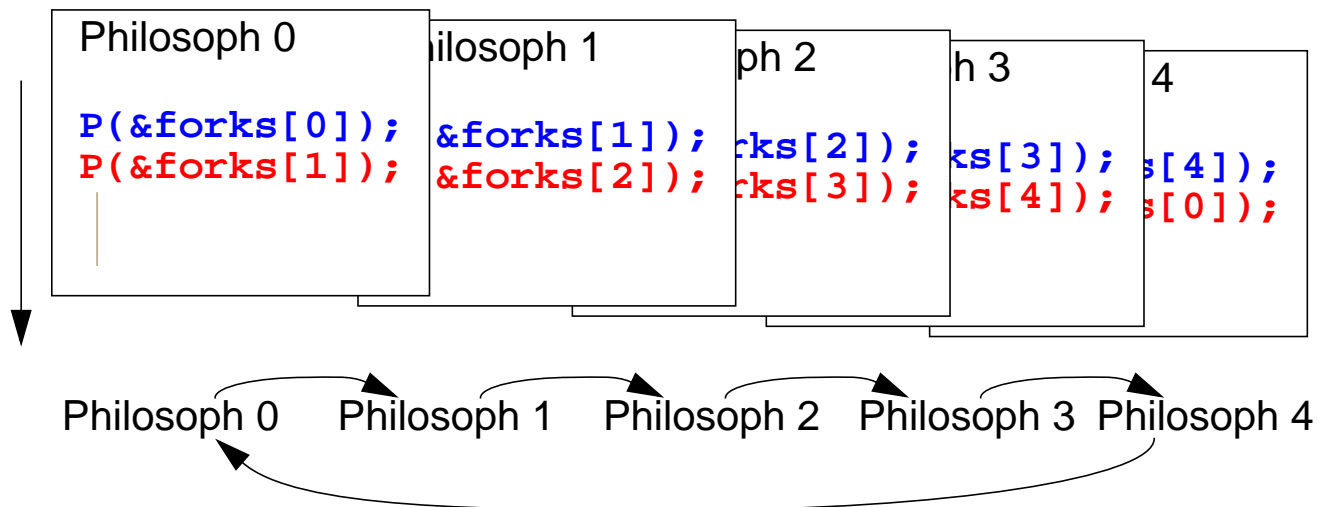 Philosoph 0
P(&forks[0]);
P(&forks[1]);
ilosoph 1
&forks[1]);
&forks[2]);
ph 2
rks[2]);
rks[3]);
h 3
ks[3]);
ks[4]);
4
s[4]);
s[0]);
Philosoph 0 Philosoph 1 Philosoph 2 Philosoph 3 Philosoph 4